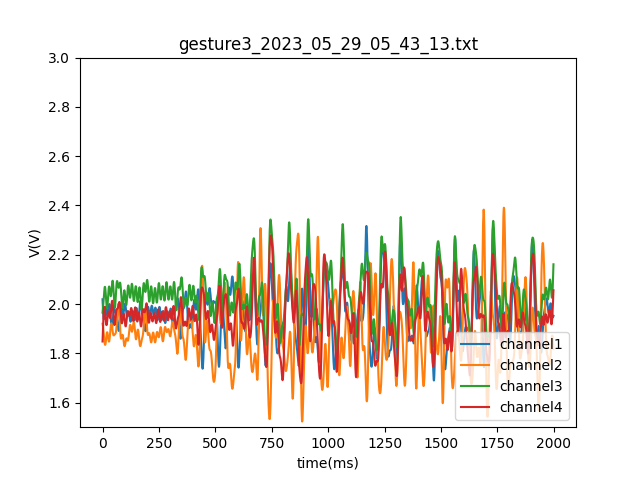 gesture3_2023_05_29_05_43_13.txt
3.0
2.8
2.6
2.4
2.2
2.0
1.8
1.6
V(V)
channel1
channel2
channel3
channel4
0 250 500 750 1000 1250 1500 1750 2000
time(ms)